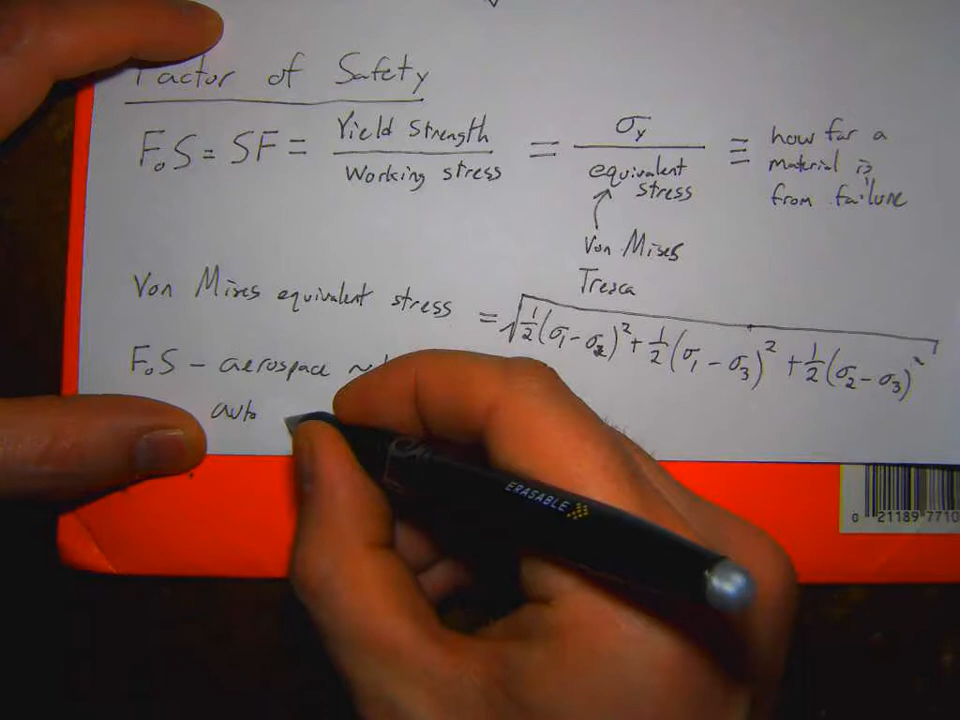 Factor of Safety
FoS = SF = Yield Strength / Working stress = σy / equivalent stress ≡ how far a material is from failure
Von Mises
Tresca
Von Mises equivalent stress = √(½(σ₁ - σ₂)² + ½(σ₁ - σ₃)² + ½(σ₂ - σ₃)²)
FoS - aerospace ~
auto
ERASABLE
0 21189 7710